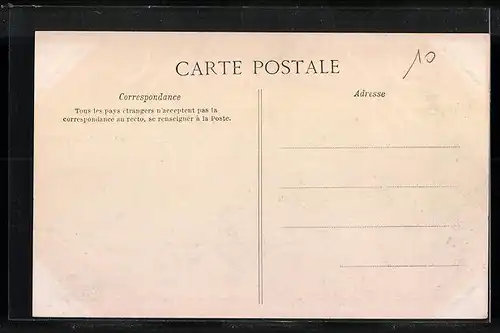 CARTE POSTALE
10
Correspondance
Tous les pays étrangers n'acceptent pas la
correspondance au recto, se renseigner à la Poste.
Adresse